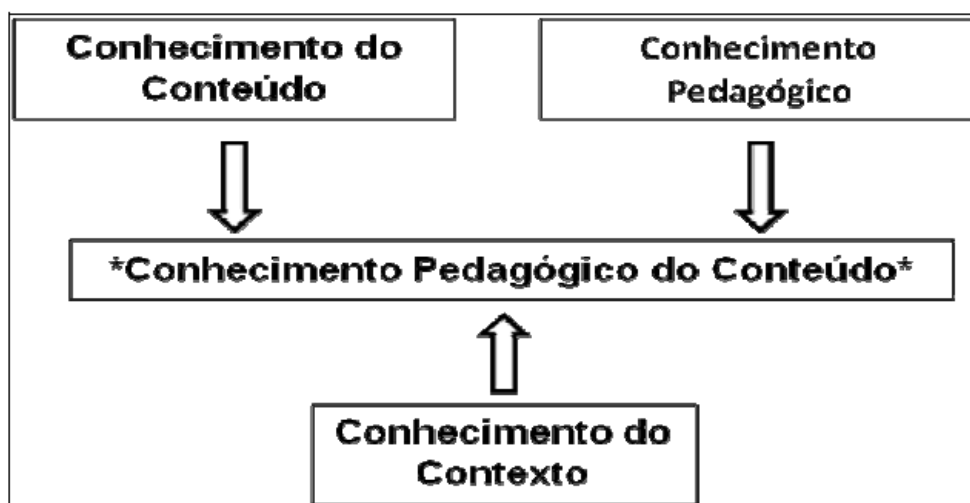 Conhecimento do
Conteúdo
Conhecimento
Pedagógico
*Conhecimento Pedagógico do Conteúdo*
Conhecimento do
Contexto